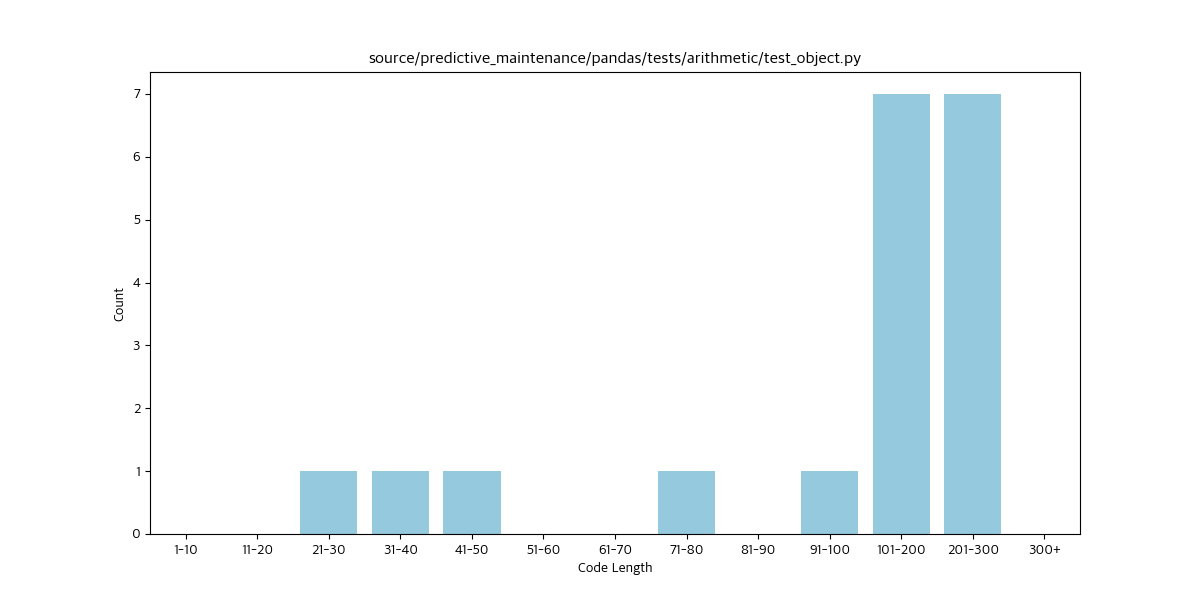 source/predictive_maintenance/pandas/tests/arithmetic/test_object.py
7
6
5
4
3
2
1
0
Count
1-10 11-20 21-30 31-40 41-50 51-60 61-70 71-80 81-90 91-100 101-200 201-300 300+
Code Length